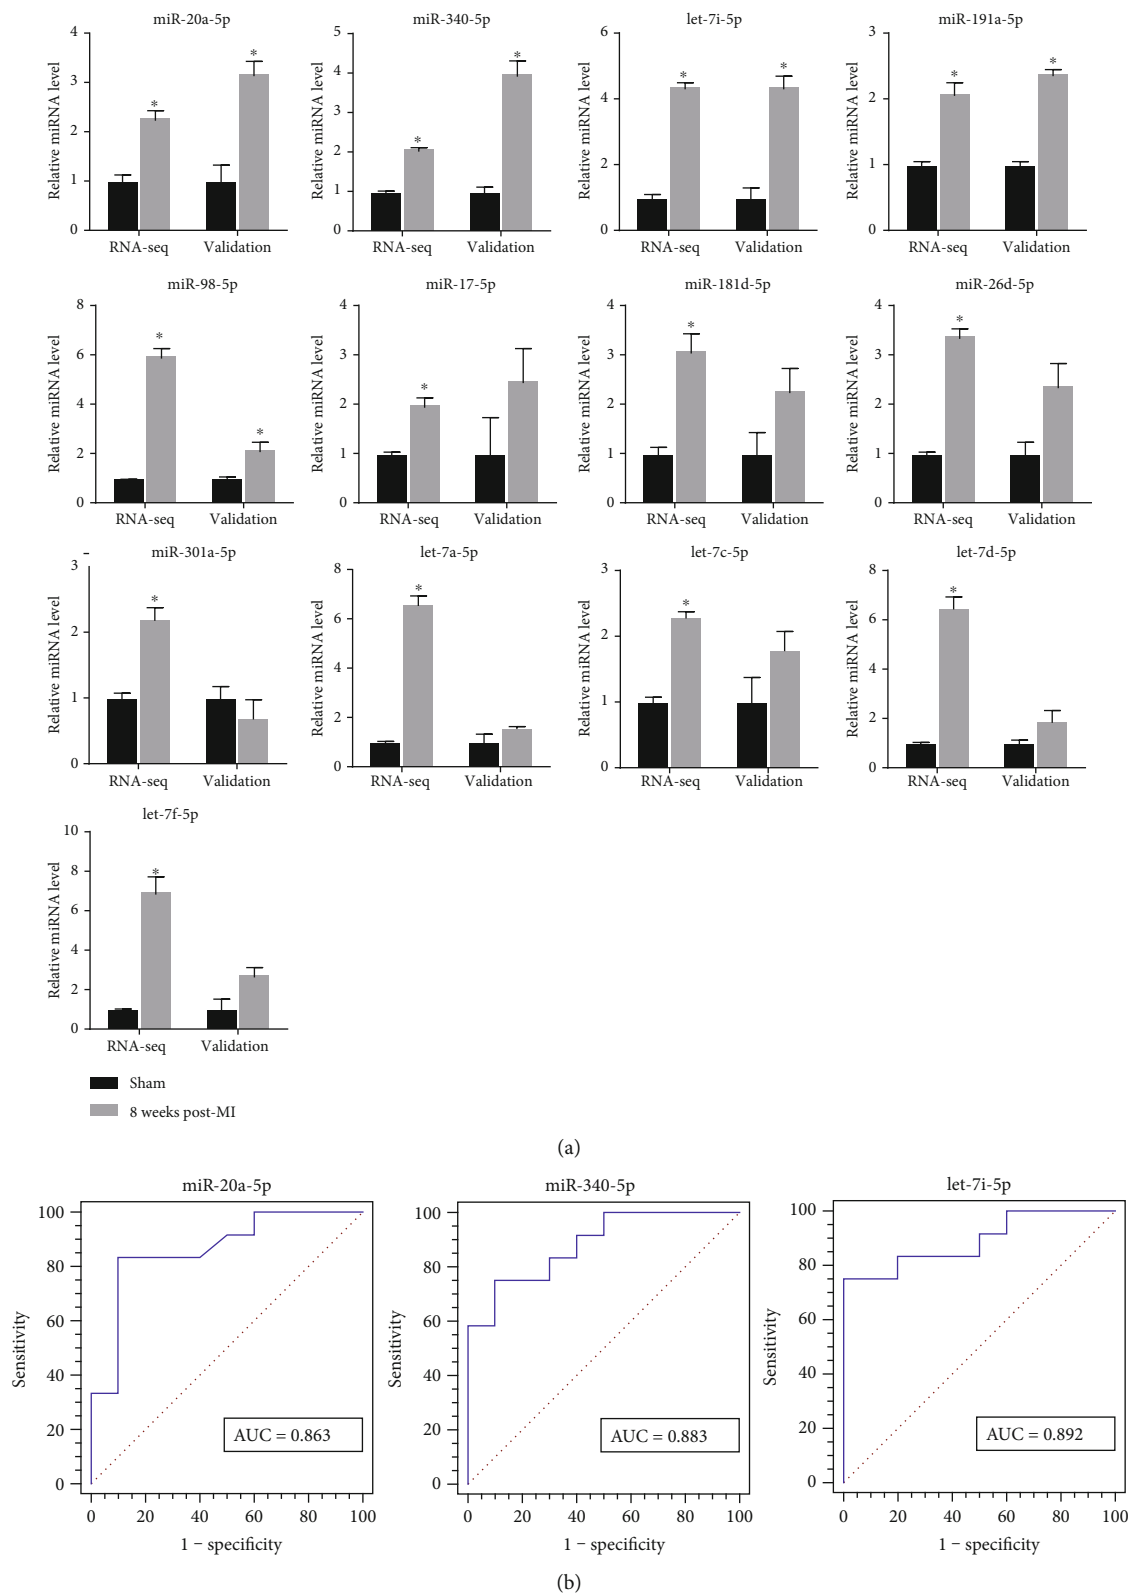 miR-20a-5p
Relative miRNA level
4
3
2
1
0
*
*
RNA-seq
Validation
miR-340-5p
Relative miRNA level
5
4
3
2
1
0
*
*
RNA-seq
Validation
let-7i-5p
Relative miRNA level
6
4
2
0
*
*
RNA-seq
Validation
miR-191a-5p
Relative miRNA level
3
2
1
0
*
*
RNA-seq
Validation
miR-98-5p
Relative miRNA level
8
6
4
2
0
*
*
RNA-seq
Validation
miR-17-5p
Relative miRNA level
4
3
2
1
0
*
RNA-seq
Validation
miR-181d-5p
Relative miRNA level
4
3
2
1
0
*
RNA-seq
Validation
miR-26d-5p
Relative miRNA level
4
3
2
1
0
*
RNA-seq
Validation
miR-301a-5p
Relative miRNA level
3
2
1
0
*
RNA-seq
Validation
let-7a-5p
Relative miRNA level
8
6
4
2
0
*
RNA-seq
Validation
let-7c-5p
Relative miRNA level
3
2
1
0
*
RNA-seq
Validation
let-7d-5p
Relative miRNA level
8
6
4
2
0
*
RNA-seq
Validation
let-7f-5p
Relative miRNA level
10
8
6
4
2
0
*
RNA-seq
Validation
Sham
8 weeks post-MI
(a)
miR-20a-5p
Sensitivity
100
80
60
40
20
0
AUC = 0.863
0 20 40 60 80 100
1 − specificity
miR-340-5p
Sensitivity
100
80
60
40
20
0
AUC = 0.883
0 20 40 60 80 100
1 − specificity
let-7i-5p
Sensitivity
100
80
60
40
20
0
AUC = 0.892
0 20 40 60 80 100
1 − specificity
(b)